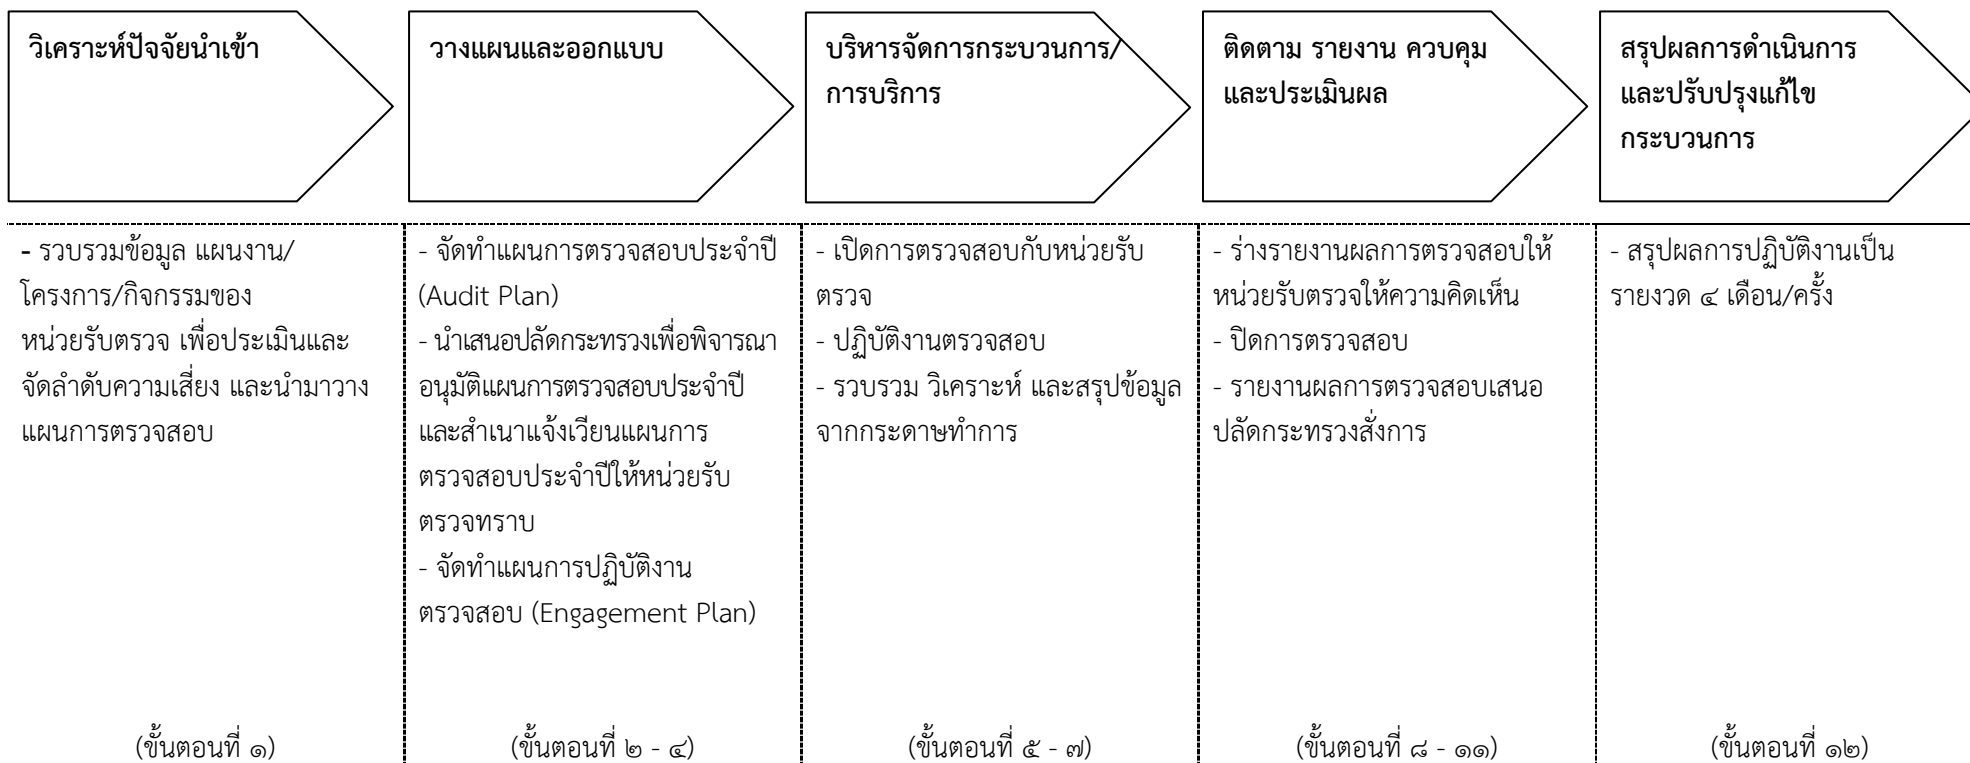 วิเคราะห์ปัจจัยนำเข้า
วางแผนและออกแบบ
บริหารจัดการกระบวนการ/
การบริการ
ติดตาม รายงาน ควบคุม
และประเมินผล
สรุปผลการดำเนินการ
และปรับปรุงแก้ไข
กระบวนการ
- รวบรวมข้อมูล แผนงาน/
โครงการ/กิจกรรมของ
หน่วยรับตรวจ เพื่อประเมินและ
จัดลำดับความเสี่ยง และนำมาวาง
แผนการตรวจสอบ
(ขั้นตอนที่ ๑)
- จัดทำแผนการตรวจสอบประจำปี
(Audit Plan)
- นำเสนอปลัดกระทรวงเพื่อพิจารณา
อนุมัติแผนการตรวจสอบประจำปี
และสำเนาแจ้งเวียนแผนการ
ตรวจสอบประจำปีให้หน่วยรับ
ตรวจทราบ
- จัดทำแผนการปฏิบัติงาน
ตรวจสอบ (Engagement Plan)
(ขั้นตอนที่ ๒ - ๔)
- เปิดการตรวจสอบกับหน่วยรับ
ตรวจ
- ปฏิบัติงานตรวจสอบ
- รวบรวม วิเคราะห์ และสรุปข้อมูล
จากกระดาษทำการ
(ขั้นตอนที่ ๕ - ๗)
- ร่างรายงานผลการตรวจสอบให้
หน่วยรับตรวจให้ความคิดเห็น
- ปิดการตรวจสอบ
- รายงานผลการตรวจสอบเสนอ
ปลัดกระทรวงสั่งการ
(ขั้นตอนที่ ๘ - ๑๑)
- สรุปผลการปฏิบัติงานเป็น
รายงวด ๔ เดือน/ครั้ง
(ขั้นตอนที่ ๑๒)